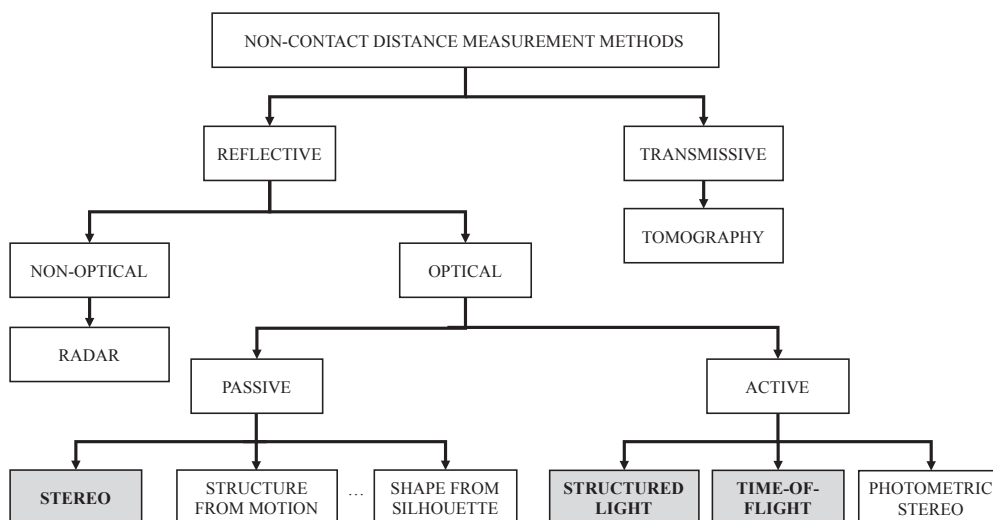 NON-CONTACT DISTANCE MEASUREMENT METHODS
REFLECTIVE
TRANSMISSIVE
TOMOGRAPHY
NON-OPTICAL
OPTICAL
RADAR
PASSIVE
ACTIVE
STEREO
STRUCTURE
FROM MOTION
...
SHAPE FROM
SILHOUETTE
STRUCTURED
LIGHT
TIME-OF-
FLIGHT
PHOTOMETRIC
STEREO